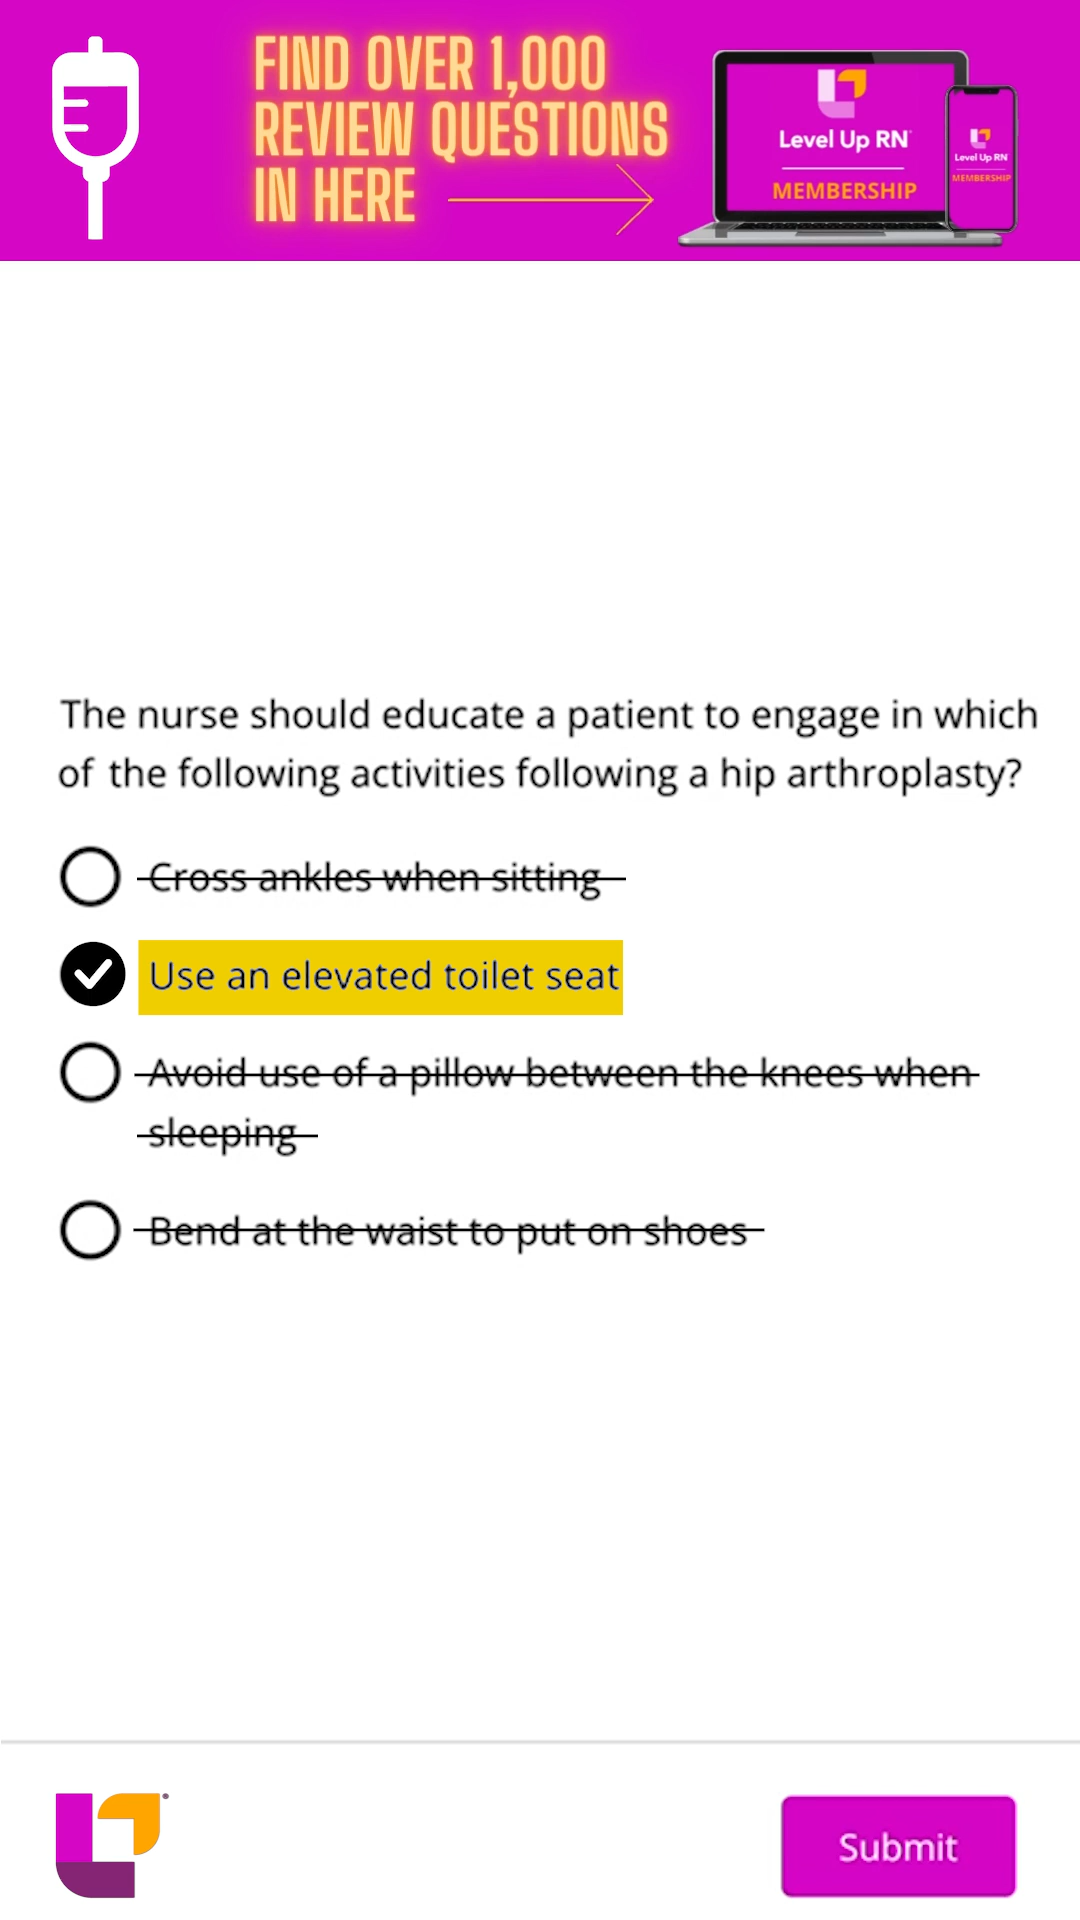 FIND OVER 1,000
REVIEW QUESTIONS
IN HERE
Level Up RN
MEMBERSHIP
Level Up RN
MEMBERSHIP
The nurse should educate a patient to engage in which
of the following activities following a hip arthroplasty?
Cross ankles when sitting
Use an elevated toilet seat
Avoid use of a pillow between the knees when
sleeping
Bend at the waist to put on shoes
Submit